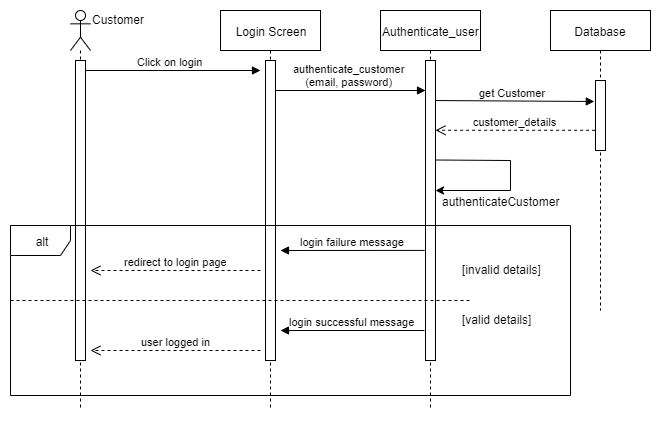 Customer
Login Screen
Authenticate_user
Database
Click on login
authenticate_customer
(email, password)
get Customer
customer_details
authenticateCustomer
alt
login failure message
redirect to login page
[invalid details]
login successful message
[valid details]
user logged in